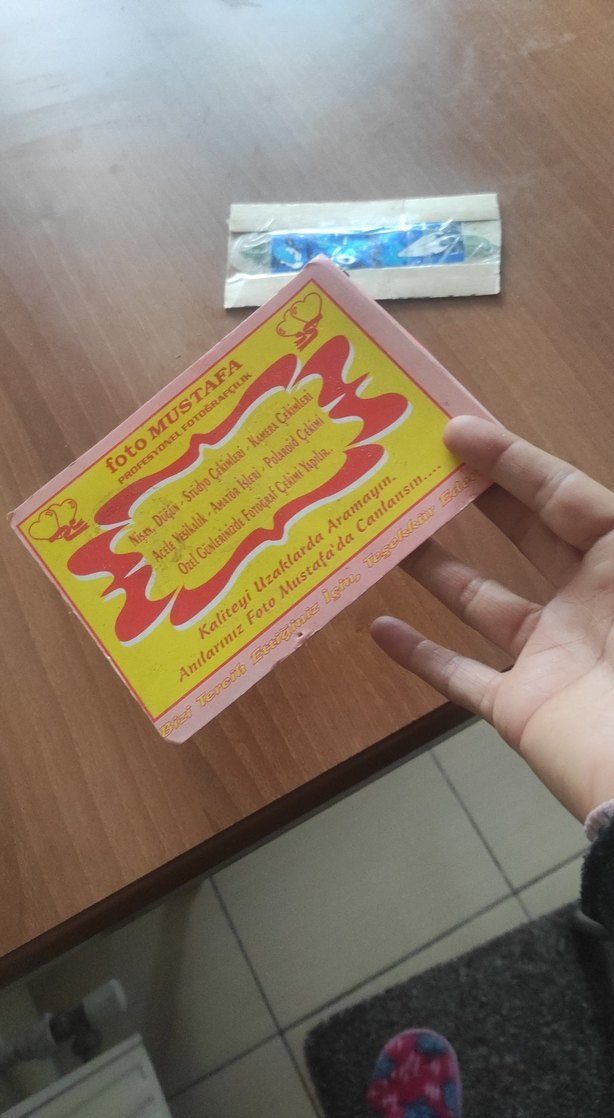 foto MUSTAFA
PROFESYONEL FOTOĞRAFÇILIK
Nişan, Düğün - Stüdyo Çekimleri - Kamera Çekimleri
Acele Vesikalık - Amatör İşleri - Polaroid Çekimi
Özel Günlerinizde Fotoğraf Çekimi Yapılır.
Kaliteyi Uzaklarda Aramayın.
Anılarınız Foto Mustafa'da Canlansın....
Bizi Tercih Ettiğiniz İçin, Teşekkür